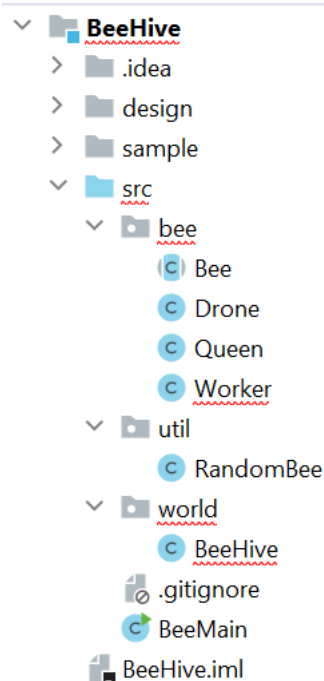 BeeHive
.idea
design
sample
src
bee
C Bee
C Drone
C Queen
C Worker
util
C RandomBee
world
C BeeHive
.gitignore
C BeeMain
BeeHive.iml